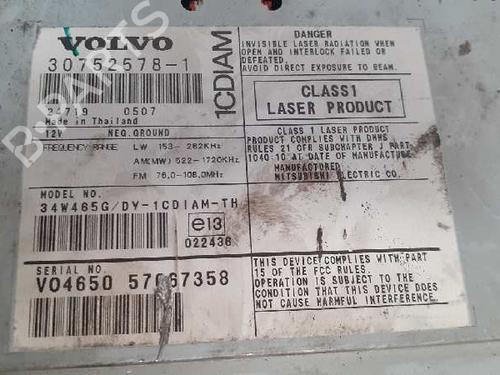 VOLVO
30752578-1
34719 0507
Made in Thailand
12V NEG.GROUND
FREQUENCY RANGE LW 153- 282KHz
AM(MW) 522-1720KHz
FM 76.0-108.0MHz
MODEL NO.
34W465G/DY-1CDIAM-TH
e13
022436
SERIAL NO.
V04650 57067358
1CDIAM
DANGER
INVISIBLE LASER RADIATION WHEN
OPEN AND INTERLOCK FAILED OR
DEFEATED.
AVOID DIRECT EXPOSURE TO BEAM.
CLASS1
LASER PRODUCT
CLASS 1 LASER PRODUCT
PRODUCT COMPLIES WITH DHHS
RULES 21 CFR SUBCHAPTER J PART
1040-10 AT DATE OF MANUFACTURE.
MANUFACTURED
MITSUBISHI ELECTRIC CO.
THIS DEVICE COMPLIES WITH PART
15 OF THE FCC RULES.
OPERATION IS SUBJECT TO THE
CONDITION THAT THIS DEVICE DOES
NOT CAUSE HARMFUL INTERFERENCE.
B-PARTS